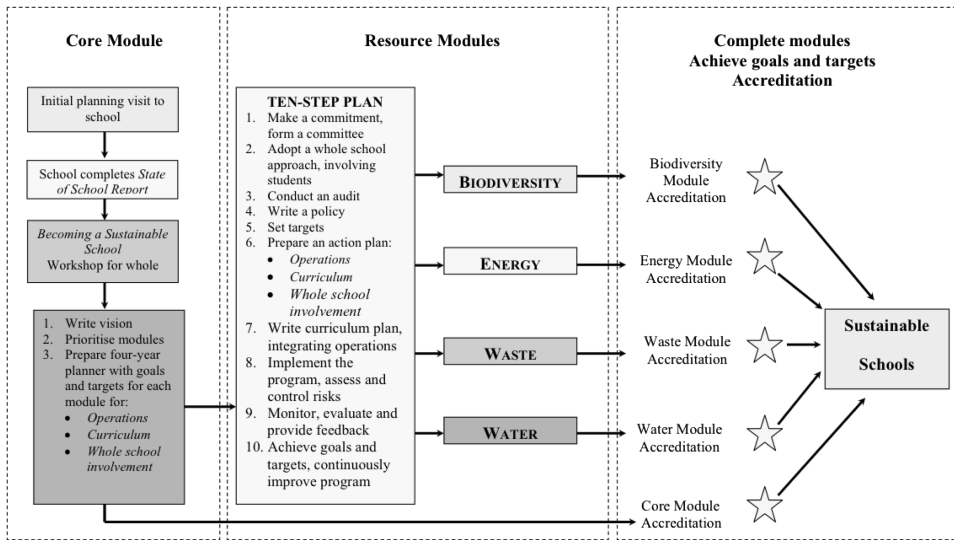 Core Module
Initial planning visit to
school
School completes State
of School Report
Becoming a Sustainable
School
Workshop for whole
1. Write vision
2. Prioritise modules
3. Prepare four-year
planner with goals
and targets for each
module for:
• Operations
• Curriculum
• Whole school
involvement
Resource Modules
TEN-STEP PLAN
1. Make a commitment,
form a committee
2. Adopt a whole school
approach, involving
students
3. Conduct an audit
4. Write a policy
5. Set targets
6. Prepare an action plan:
• Operations
• Curriculum
• Whole school
involvement
7. Write curriculum plan,
integrating operations
8. Implement the
program, assess and
control risks
9. Monitor, evaluate and
provide feedback
10. Achieve goals and
targets, continuously
improve program
BIODIVERSITY
ENERGY
WASTE
WATER
Complete modules
Achieve goals and targets
Accreditation
Biodiversity
Module
Accreditation
Energy Module
Accreditation
Waste Module
Accreditation
Water Module
Accreditation
Core Module
Accreditation
Sustainable
Schools